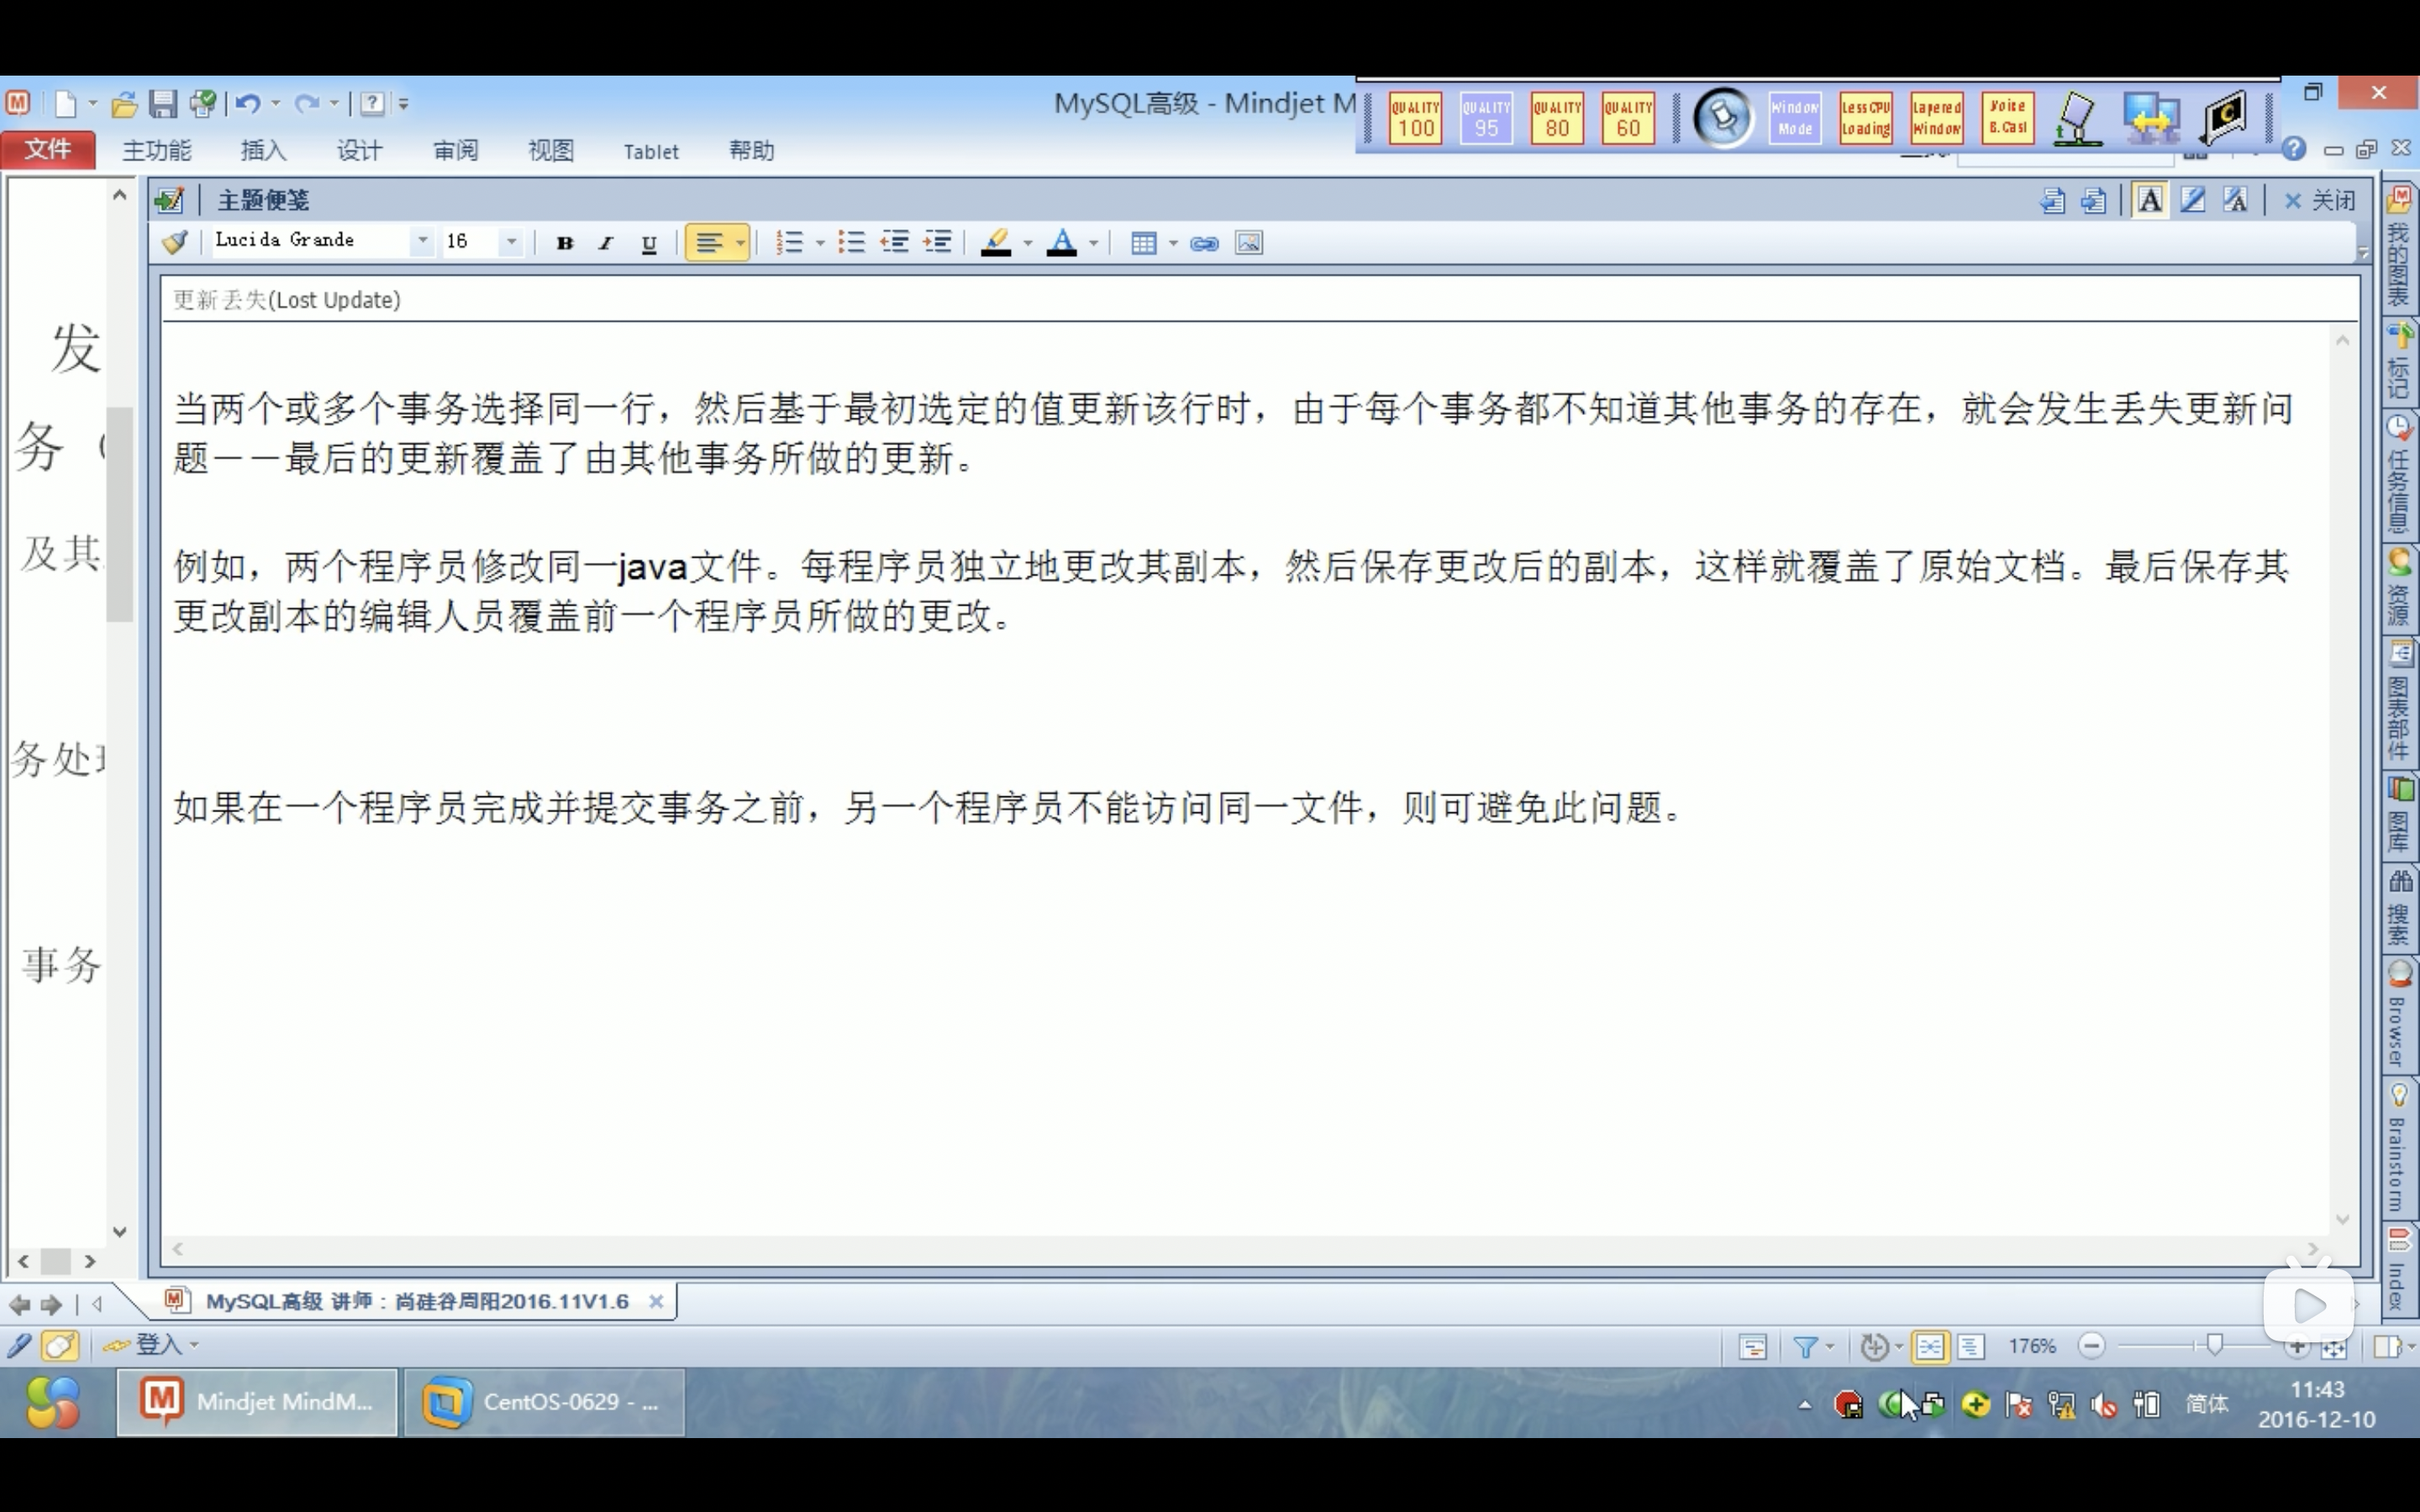 MySQL高级 - Mindjet M
QUALITY 100
QUALITY 95
QUALITY 80
QUALITY 60
Window Mode
Less CPU Loading
Layered Window
Voice B.Cast
文件 主功能 插入 设计 审阅 视图 Tablet 帮助
主题便笺
关闭
Lucida Grande 16 B I U
更新丢失(Lost Update)
当两个或多个事务选择同一行，然后基于最初选定的值更新该行时，由于每个事务都不知道其他事务的存在，就会发生丢失更新问
题－－最后的更新覆盖了由其他事务所做的更新。
例如，两个程序员修改同一java文件。每程序员独立地更改其副本，然后保存更改后的副本，这样就覆盖了原始文档。最后保存其
更改副本的编辑人员覆盖前一个程序员所做的更改。
如果在一个程序员完成并提交事务之前，另一个程序员不能访问同一文件，则可避免此问题。
发
务（
及其
务处
事务
我的图表
标记
任务信息
资源
图表部件
图库
搜索
Browser
Brainstorm
Index
MySQL高级 讲师：尚硅谷周阳2016.11V1.6
登入
176%
Mindjet MindM...
CentOS-0629 - ...
简体
11:43
2016-12-10